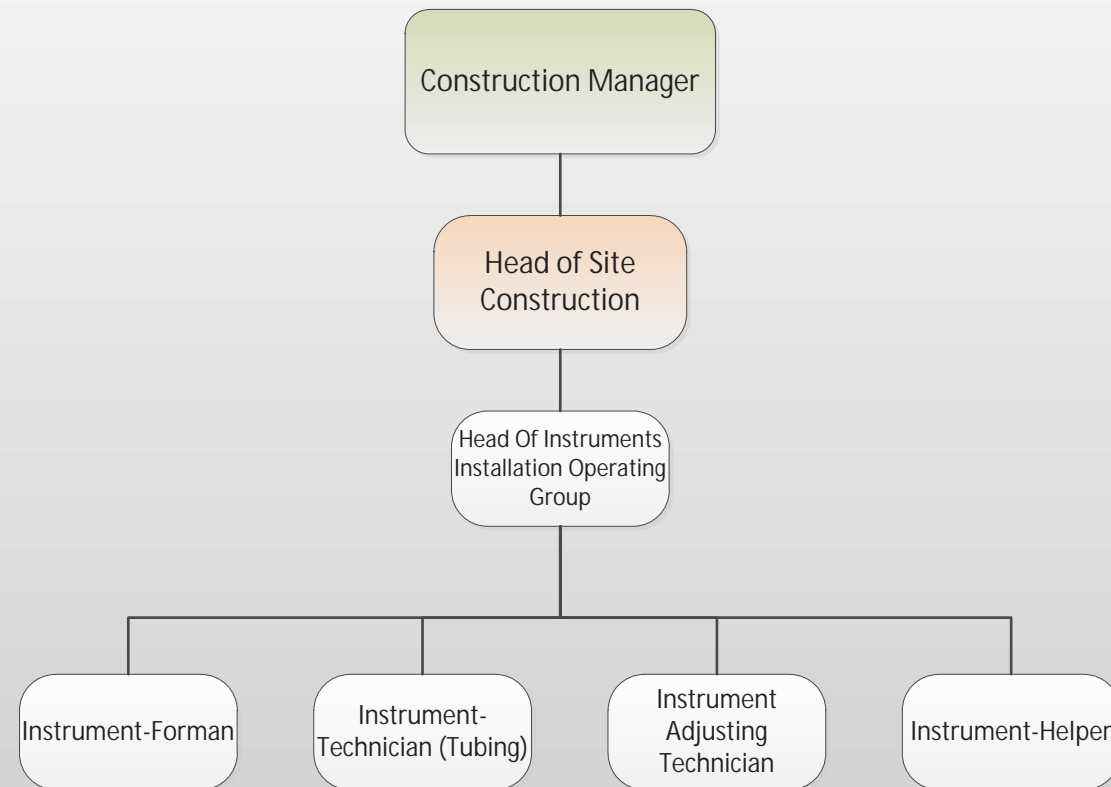 Construction Manager
Head of Site
Construction
Head Of Instruments
Installation Operating
Group
Instrument-Forman
Instrument-
Technician (Tubing)
Instrument
Adjusting
Technician
Instrument-Helper